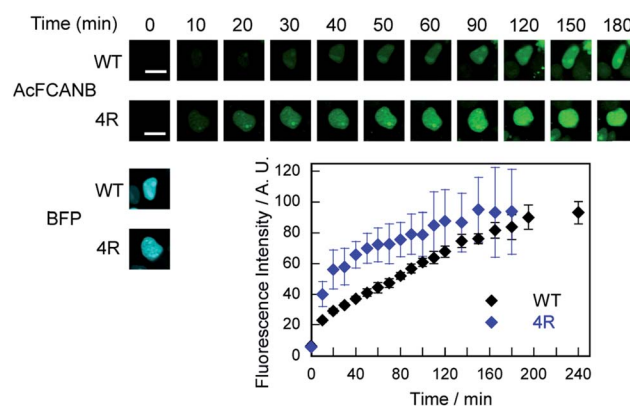 Time (min) 0 10 20 30 40 50 60 90 120 150 180
WT
AcFCANB
4R
WT
BFP
4R
Fluorescence Intensity / A. U.
120
100
80
60
40
20
0
WT
4R
0 40 80 120 160 200 240
Time / min